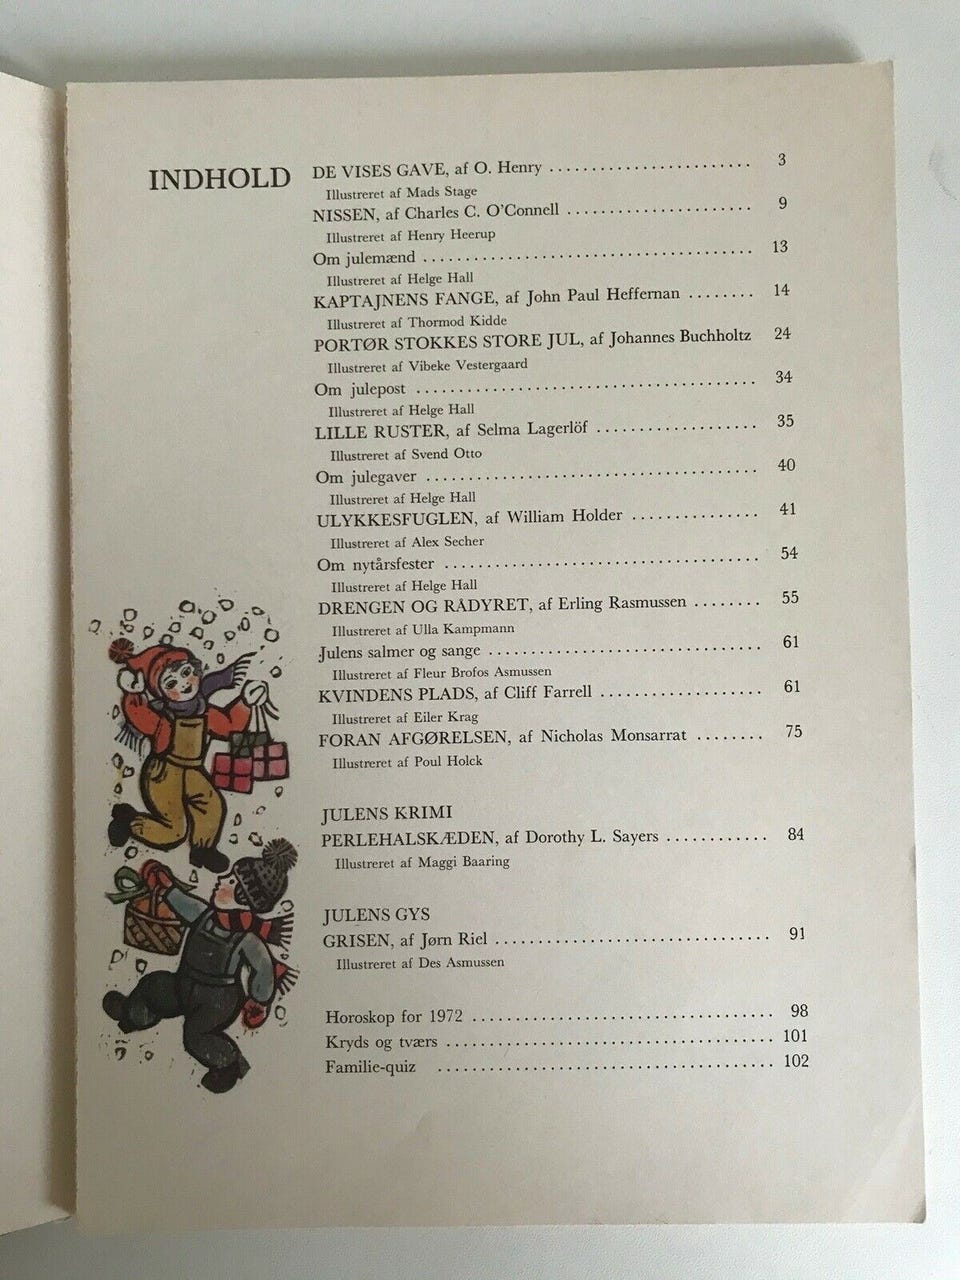 INDHOLD
DE VISES GAVE, af O. Henry ........................ 3
Illustreret af Mads Stage
NISSEN, af Charles C. O'Connell ...................... 9
Illustreret af Henry Heerup
Om julemænd ....................................... 13
Illustreret af Helge Hall
KAPTAJNENS FANGE, af John Paul Heffernan ........ 14
Illustreret af Thormod Kidde
PORTØR STOKKES STORE JUL, af Johannes Buchholtz 24
Illustreret af Vibeke Vestergaard
Om julepost ........................................ 34
Illustreret af Helge Hall
LILLE RUSTER, af Selma Lagerlöf ................... 35
Illustreret af Svend Otto
Om julegaver ....................................... 40
Illustreret af Helge Hall
ULYKKESFUGLEN, af William Holder ............... 41
Illustreret af Alex Secher
Om nytårsfester ..................................... 54
Illustreret af Helge Hall
DRENGEN OG RÅDYRET, af Erling Rasmussen ........ 55
Illustreret af Ulla Kampmann
Julens salmer og sange ................................ 61
Illustreret af Fleur Brofos Asmussen
KVINDENS PLADS, af Cliff Farrell ................... 61
Illustreret af Eiler Krag
FORAN AFGØRELSEN, af Nicholas Monsarrat ........ 75
Illustreret af Poul Holck
JULENS KRIMI
PERLEHALSKÆDEN, af Dorothy L. Sayers ............ 84
Illustreret af Maggi Baaring
JULENS GYS
GRISEN, af Jørn Riel ................................. 91
Illustreret af Des Asmussen
Horoskop for 1972 .................................... 98
Kryds og tværs ....................................... 101
Familie-quiz ........................................ 102